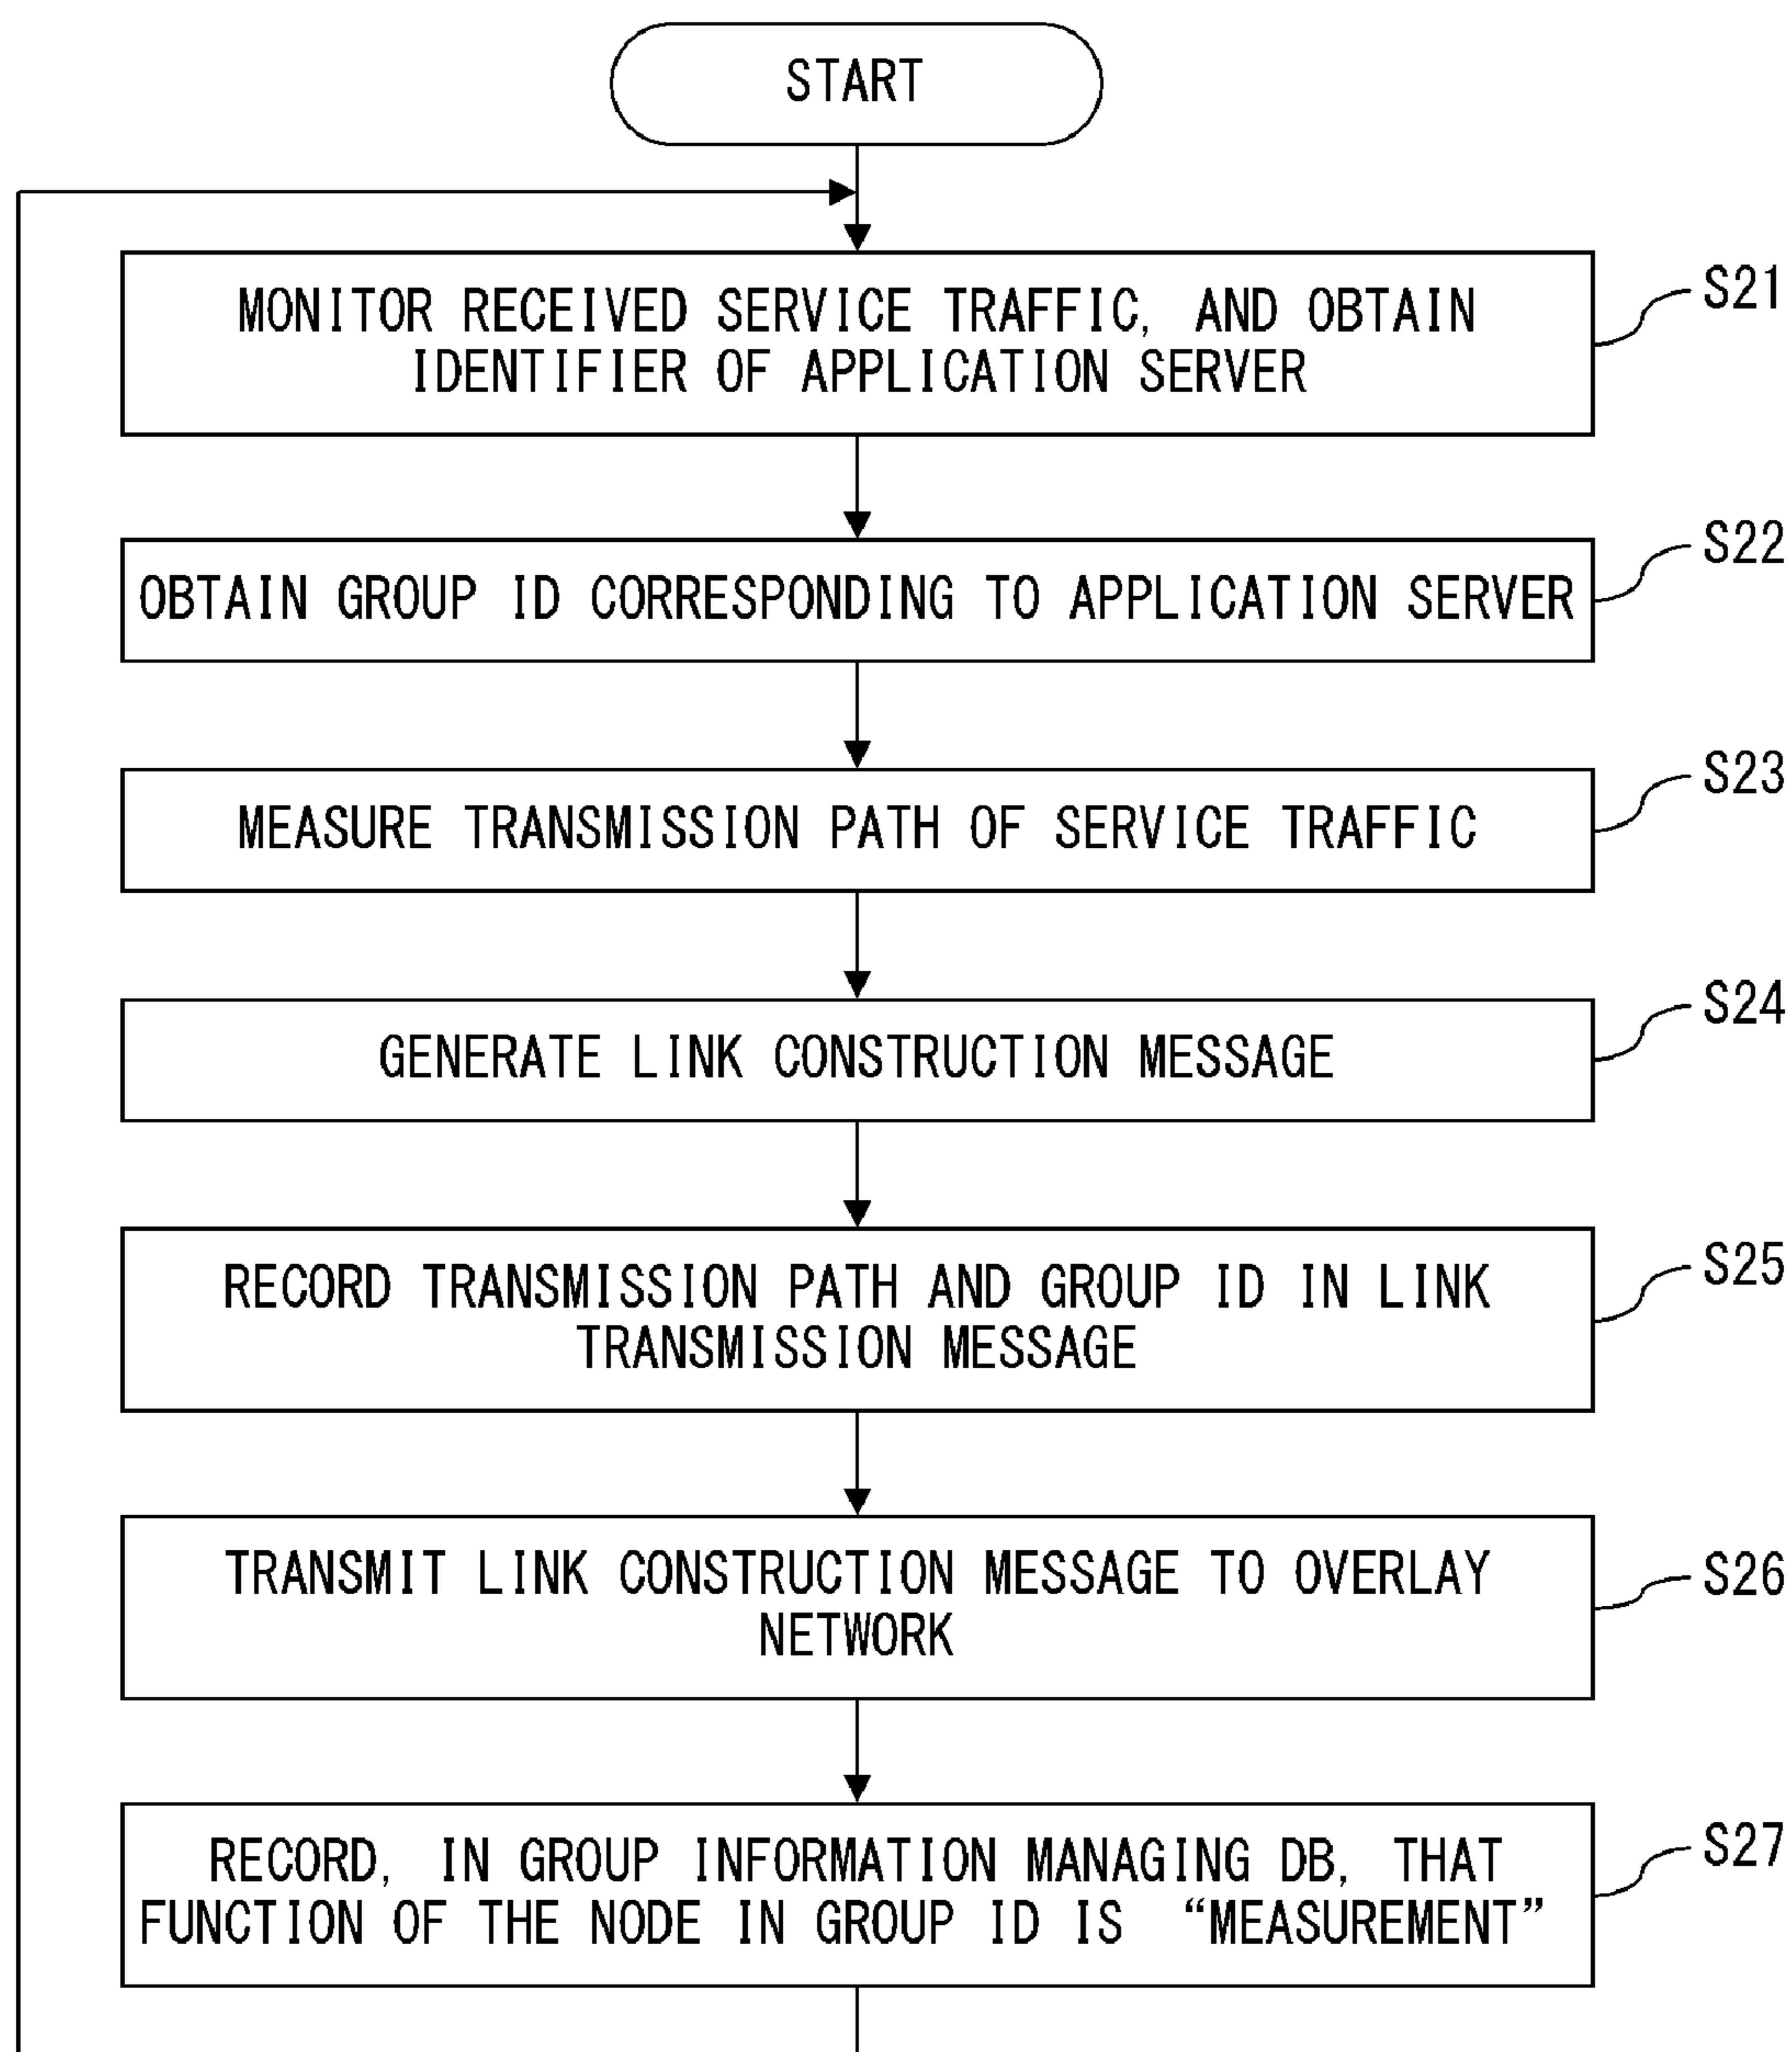 START
MONITOR RECEIVED SERVICE TRAFFIC, AND OBTAIN
IDENTIFIER OF APPLICATION SERVER
S21
OBTAIN GROUP ID CORRESPONDING TO APPLICATION SERVER
S22
MEASURE TRANSMISSION PATH OF SERVICE TRAFFIC
S23
GENERATE LINK CONSTRUCTION MESSAGE
S24
RECORD TRANSMISSION PATH AND GROUP ID IN LINK
TRANSMISSION MESSAGE
S25
TRANSMIT LINK CONSTRUCTION MESSAGE TO OVERLAY
NETWORK
S26
RECORD, IN GROUP INFORMATION MANAGING DB, THAT
FUNCTION OF THE NODE IN GROUP ID IS “MEASUREMENT”
S27